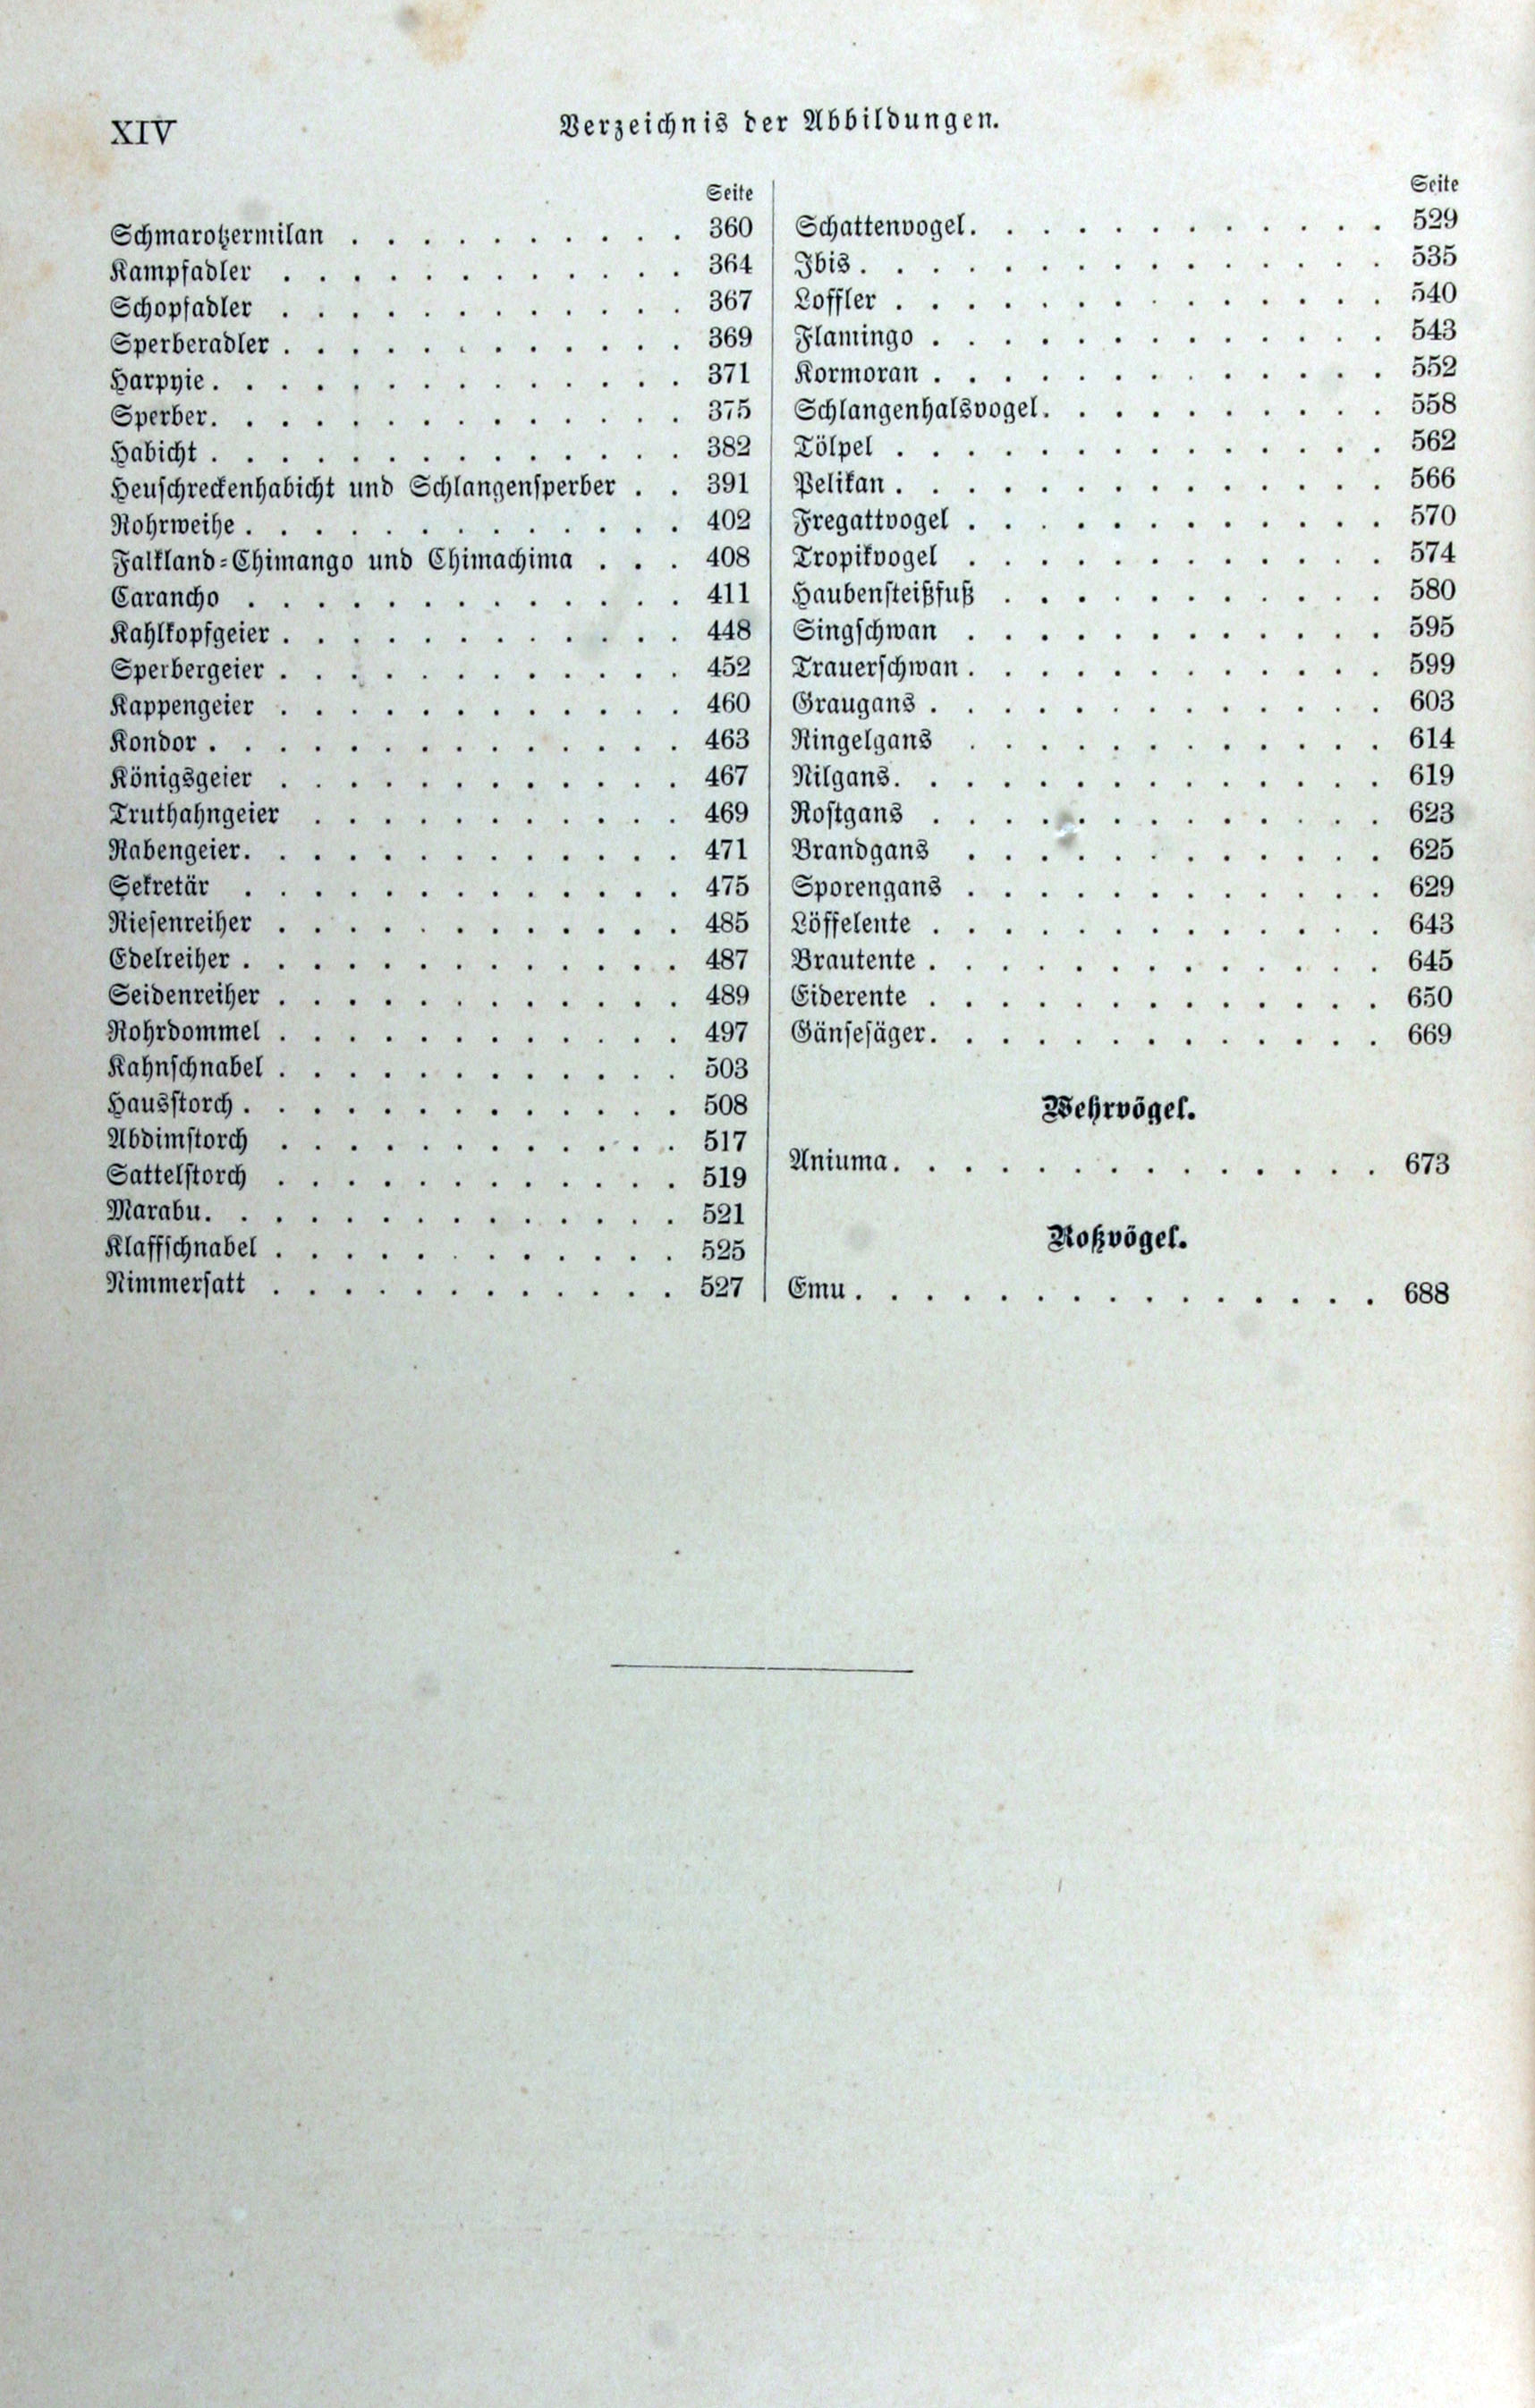 XIV
Verzeichnis der Abbildungen.
Seite
Schmarotzermilan . . . . . . . . . . 360
Kampfadler . . . . . . . . . . . . 364
Schopfadler . . . . . . . . . . . . 367
Sperberadler . . . . . . . . . . . . 369
Harpyie . . . . . . . . . . . . . . 371
Sperber . . . . . . . . . . . . . . 375
Habicht . . . . . . . . . . . . . . 382
Heuschreckenhabicht und Schlangensperber . . 391
Rohrweihe . . . . . . . . . . . . . 402
Falkland-Chimango und Chimachima . . . 408
Carancho . . . . . . . . . . . . . 411
Kahlkopfgeier . . . . . . . . . . . . 448
Sperbergeier . . . . . . . . . . . . 452
Kappengeier . . . . . . . . . . . . 460
Kondor . . . . . . . . . . . . . . 463
Königsgeier . . . . . . . . . . . . 467
Truthahngeier . . . . . . . . . . . 469
Rabengeier . . . . . . . . . . . . . 471
Sekretär . . . . . . . . . . . . . 475
Riesenreiher . . . . . . . . . . . . 485
Edelreiher . . . . . . . . . . . . . 487
Seidenreiher . . . . . . . . . . . . 489
Rohrdommel . . . . . . . . . . . . 497
Kahnschnabel . . . . . . . . . . . . 503
Hausstorch . . . . . . . . . . . . . 508
Abdimstorch . . . . . . . . . . . . 517
Sattelstorch . . . . . . . . . . . . 519
Marabu . . . . . . . . . . . . . . 521
Klaffschnabel . . . . . . . . . . . . 525
Nimmersatt . . . . . . . . . . . . 527
Seite
Schattenvogel . . . . . . . . . . . . 529
Ibis . . . . . . . . . . . . . . . 535
Loffler . . . . . . . . . . . . . . 540
Flamingo . . . . . . . . . . . . . 543
Kormoran . . . . . . . . . . . . . 552
Schlangenhalsvogel . . . . . . . . . . 558
Tölpel . . . . . . . . . . . . . . 562
Pelikan . . . . . . . . . . . . . . 566
Fregattvogel . . . . . . . . . . . . 570
Tropikvogel . . . . . . . . . . . . 574
Haubensteißfuß . . . . . . . . . . . 580
Singschwan . . . . . . . . . . . . 595
Trauerschwan . . . . . . . . . . . . 599
Graugans . . . . . . . . . . . . . 603
Ringelgans . . . . . . . . . . . . 614
Nilgans . . . . . . . . . . . . . . 619
Rostgans . . . . . . . . . . . . . 623
Brandgans . . . . . . . . . . . . 625
Sporengans . . . . . . . . . . . . 629
Löffelente . . . . . . . . . . . . . 643
Brautente . . . . . . . . . . . . . 645
Eiderente . . . . . . . . . . . . . 650
Gänsesäger . . . . . . . . . . . . . 669
Wehrvögel.
Aniuma . . . . . . . . . . . . . . 673
Roßvögel.
Emu . . . . . . . . . . . . . . . 688